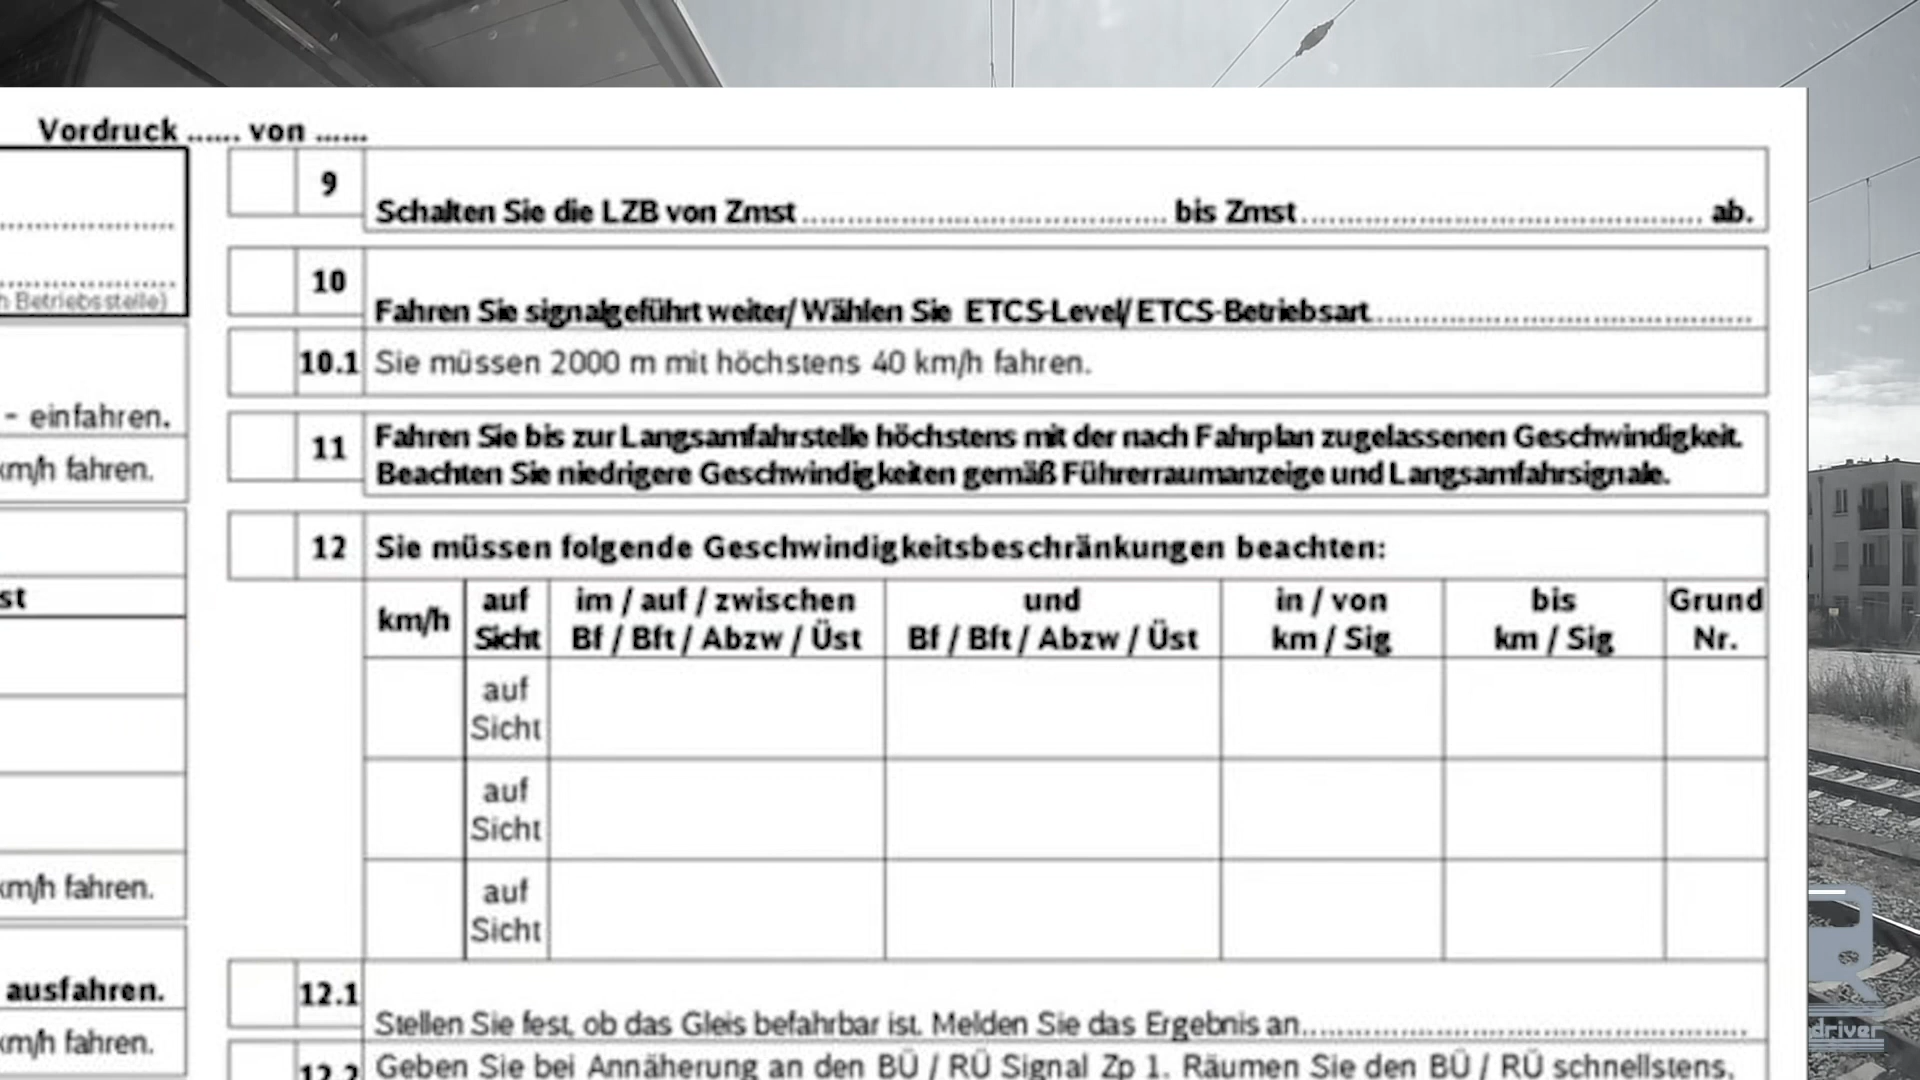 Vordruck ...... von ......
h Betriebsstelle)
- einfahren.
km/h fahren.
st
km/h fahren.
ausfahren.
km/h fahren.
9
Schalten Sie die LZB von Zmst ........................................ bis Zmst ............................................ ab.
10
Fahren Sie signalgeführt weiter/ Wählen Sie ETCS-Level/ ETCS-Betriebsart..........................................
10.1 Sie müssen 2000 m mit höchstens 40 km/h fahren.
11
Fahren Sie bis zur Langsamfahrstelle höchstens mit der nach Fahrplan zugelassenen Geschwindigkeit.
Beachten Sie niedrigere Geschwindigkeiten gemäß Führerraumanzeige und Langsamfahrsignale.
12 Sie müssen folgende Geschwindigkeitsbeschränkungen beachten:
km/h
auf
Sicht
im / auf / zwischen
Bf / Bft / Abzw / Üst
und
Bf / Bft / Abzw / Üst
in / von
km / Sig
bis
km / Sig
Grund
Nr.
auf
Sicht
auf
Sicht
auf
Sicht
12.1
Stellen Sie fest, ob das Gleis befahrbar ist. Melden Sie das Ergebnis an.................................................
12.2 Geben Sie bei Annäherung an den BÜ / RÜ Signal Zp 1. Räumen Sie den BÜ / RÜ schnellstens,
driver